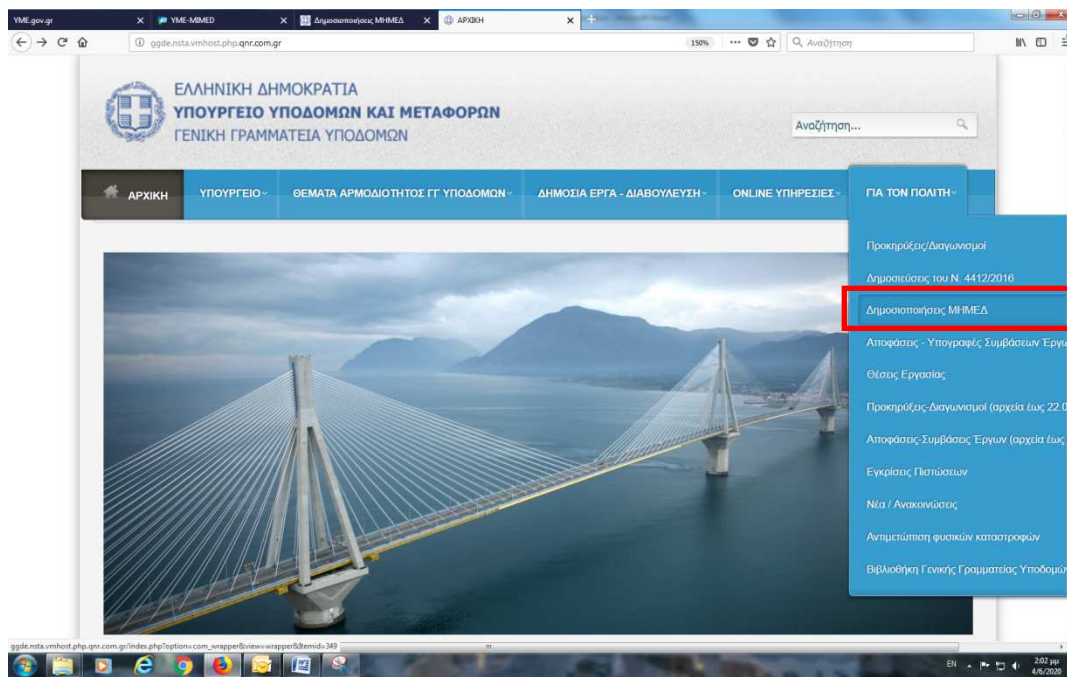 YME.gov.gr
YME-MIMED
Δημοσιοποιήσεις ΜΗΜΕΔ
ΑΡΧΙΚΗ
ggde.nsta.vmhost.php.qnr.com.gr
150%
Αναζήτηση
ΕΛΛΗΝΙΚΗ ΔΗΜΟΚΡΑΤΙΑ
ΥΠΟΥΡΓΕΙΟ ΥΠΟΔΟΜΩΝ ΚΑΙ ΜΕΤΑΦΟΡΩΝ
ΓΕΝΙΚΗ ΓΡΑΜΜΑΤΕΙΑ ΥΠΟΔΟΜΩΝ
Αναζήτηση...
ΑΡΧΙΚΗ
ΥΠΟΥΡΓΕΙΟ
ΘΕΜΑΤΑ ΑΡΜΟΔΙΟΤΗΤΟΣ ΓΓ ΥΠΟΔΟΜΩΝ
ΔΗΜΟΣΙΑ ΕΡΓΑ - ΔΙΑΒΟΥΛΕΥΣΗ
ONLINE ΥΠΗΡΕΣΙΕΣ
ΓΙΑ ΤΟΝ ΠΟΛΙΤΗ
Προκηρύξεις/Διαγωνισμοί
Δημοσιεύσεις του Ν. 4412/2016
Δημοσιοποιήσεις ΜΗΜΕΔ
Αποφάσεις - Υπογραφές Συμβάσεων Έργω
Θέσεις Εργασίας
Προκηρύξεις-Διαγωνισμοί (αρχεία έως 22.0
Αποφάσεις-Συμβάσεις Έργων (αρχεία έως
Εγκρίσεις Πιστώσεων
Νέα / Ανακοινώσεις
Αντιμετώπιση φυσικών καταστροφών
Βιβλιοθήκη Γενικής Γραμματείας Υποδομών
ggde.nsta.vmhost.php.qnr.com.gr/index.php?option=com_wrapper&view=wrapper&Itemid=349
EN
2:02 μμ
4/6/2020